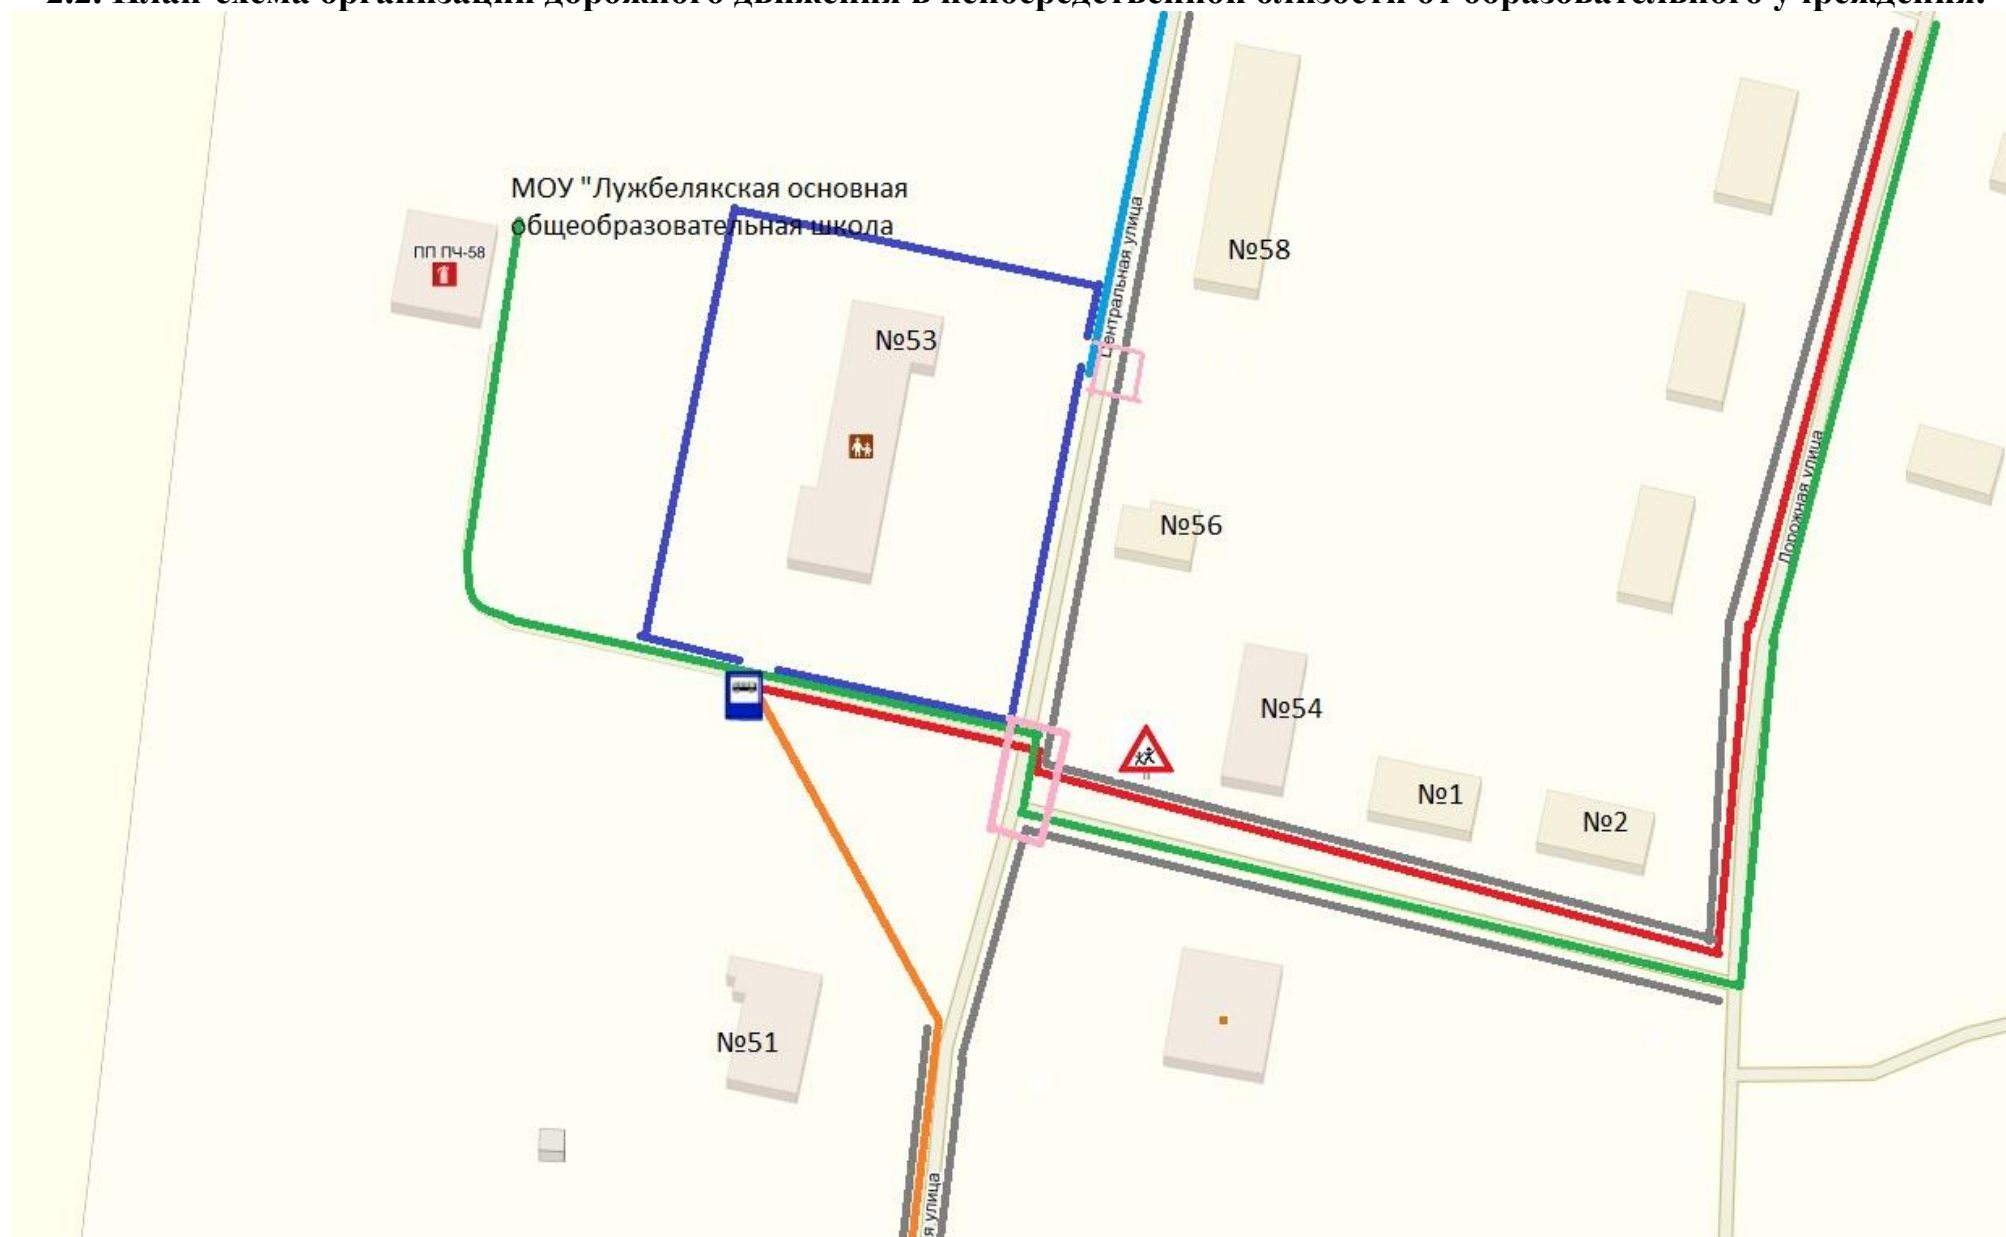 2.2. План-схема организации дорожного движения в непосредственной близости от образовательного учреждения.
МОУ "Лужбелякская основная
общеобразовательная школа
ПП ПЧ-58
№53
Центральная улица
№58
№56
Дорожная улица
№54
№1
№2
№51
я улица